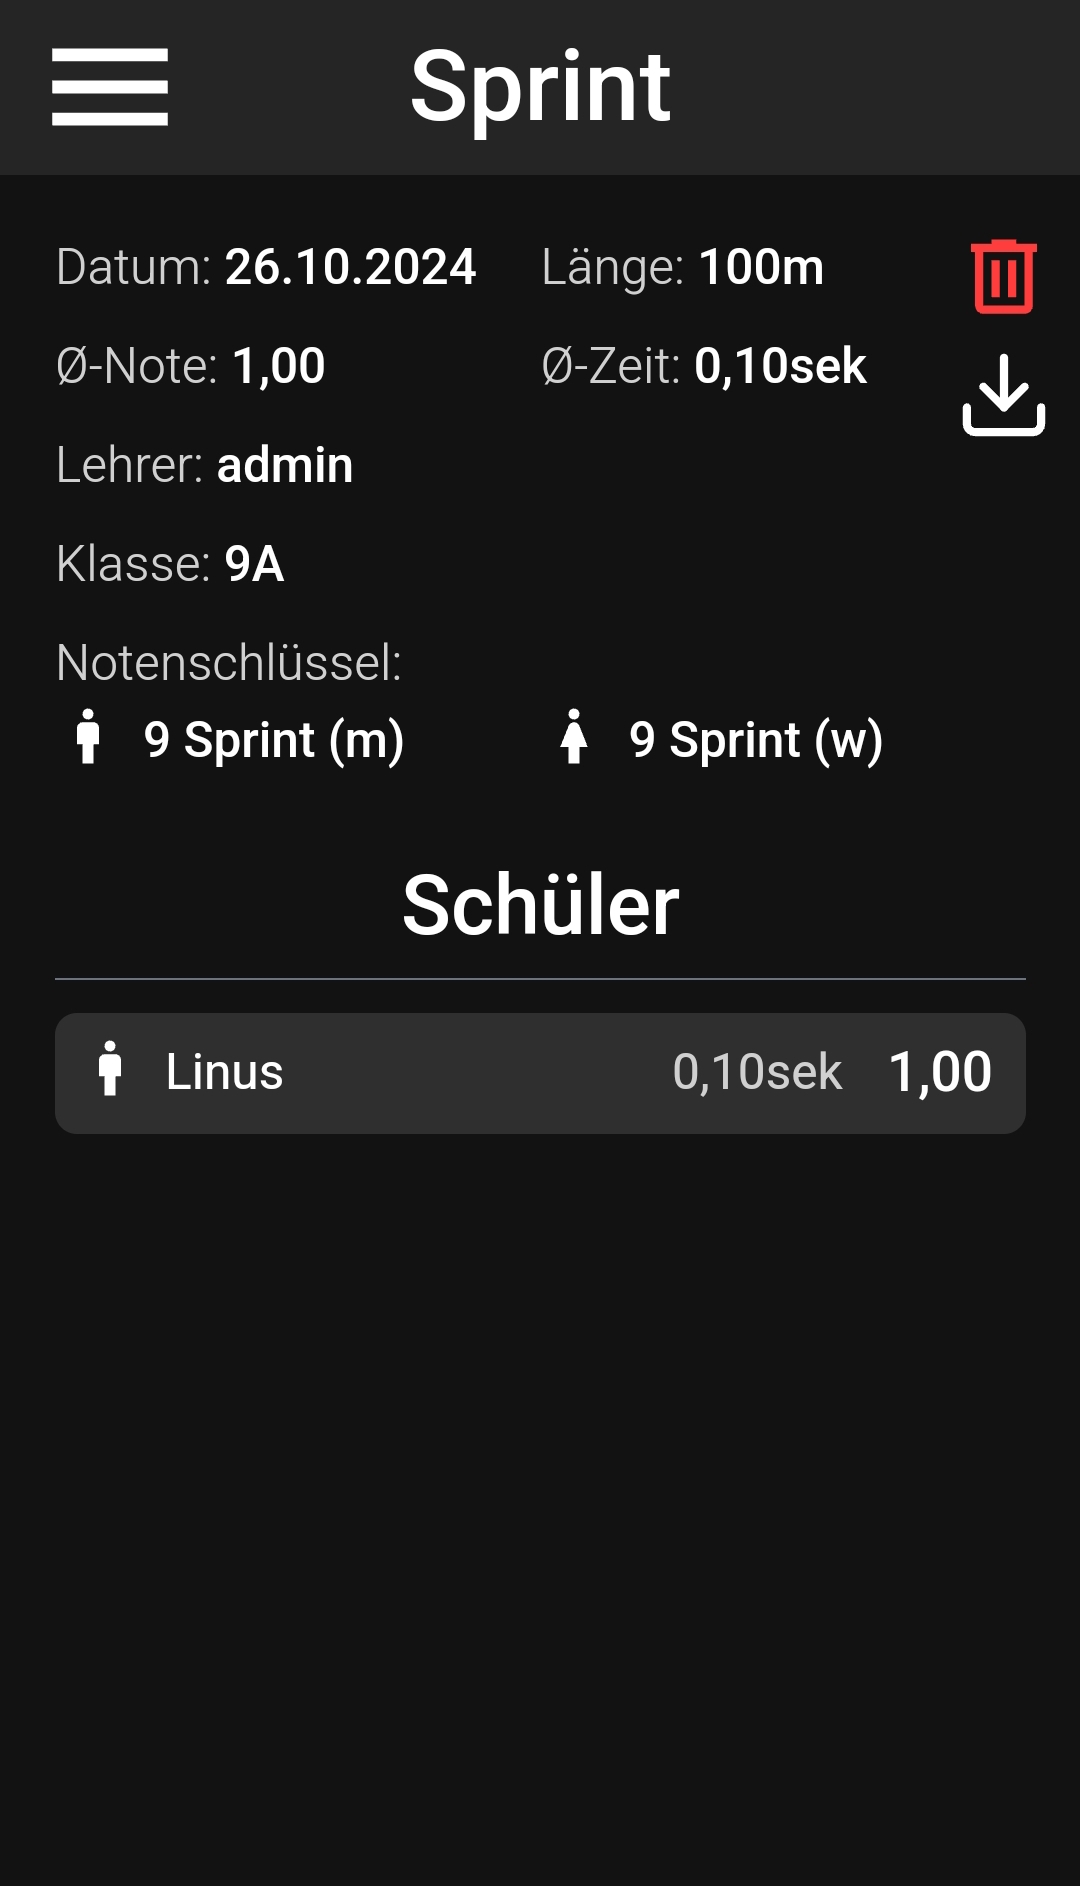 Sprint
Datum: 26.10.2024 Länge: 100m
Ø-Note: 1,00 Ø-Zeit: 0,10sek
Lehrer: admin
Klasse: 9A
Notenschlüssel:
9 Sprint (m) 9 Sprint (w)
Schüler
Linus 0,10sek 1,00